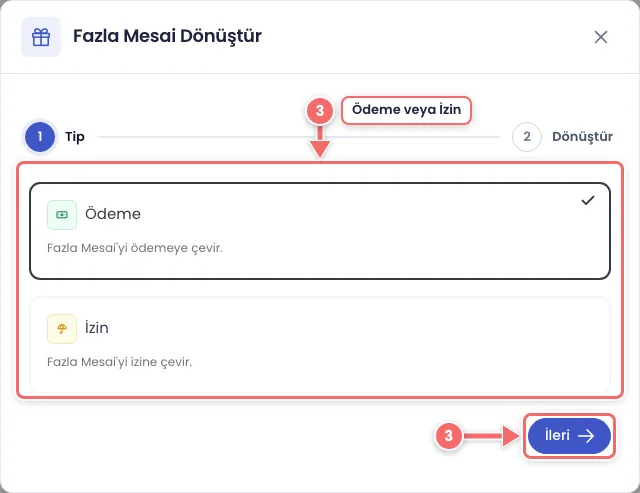 Fazla Mesai Dönüştür
3
Ödeme veya İzin
1
Tip
2
Dönüştür
Ödeme
Fazla Mesai'yi ödemeye çevir.
İzin
Fazla Mesai'yi izine çevir.
3
İleri